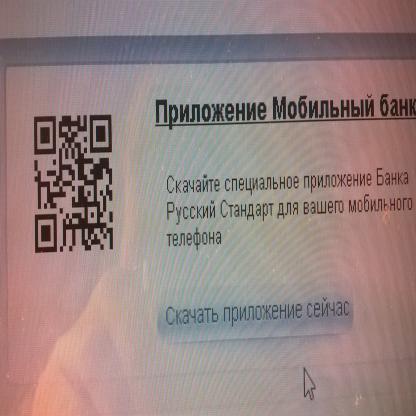 Приложение Мобильный банк
Скачайте специальное приложение Банка
Русский Стандарт для вашего мобильного
телефона
Скачать приложение сейчас